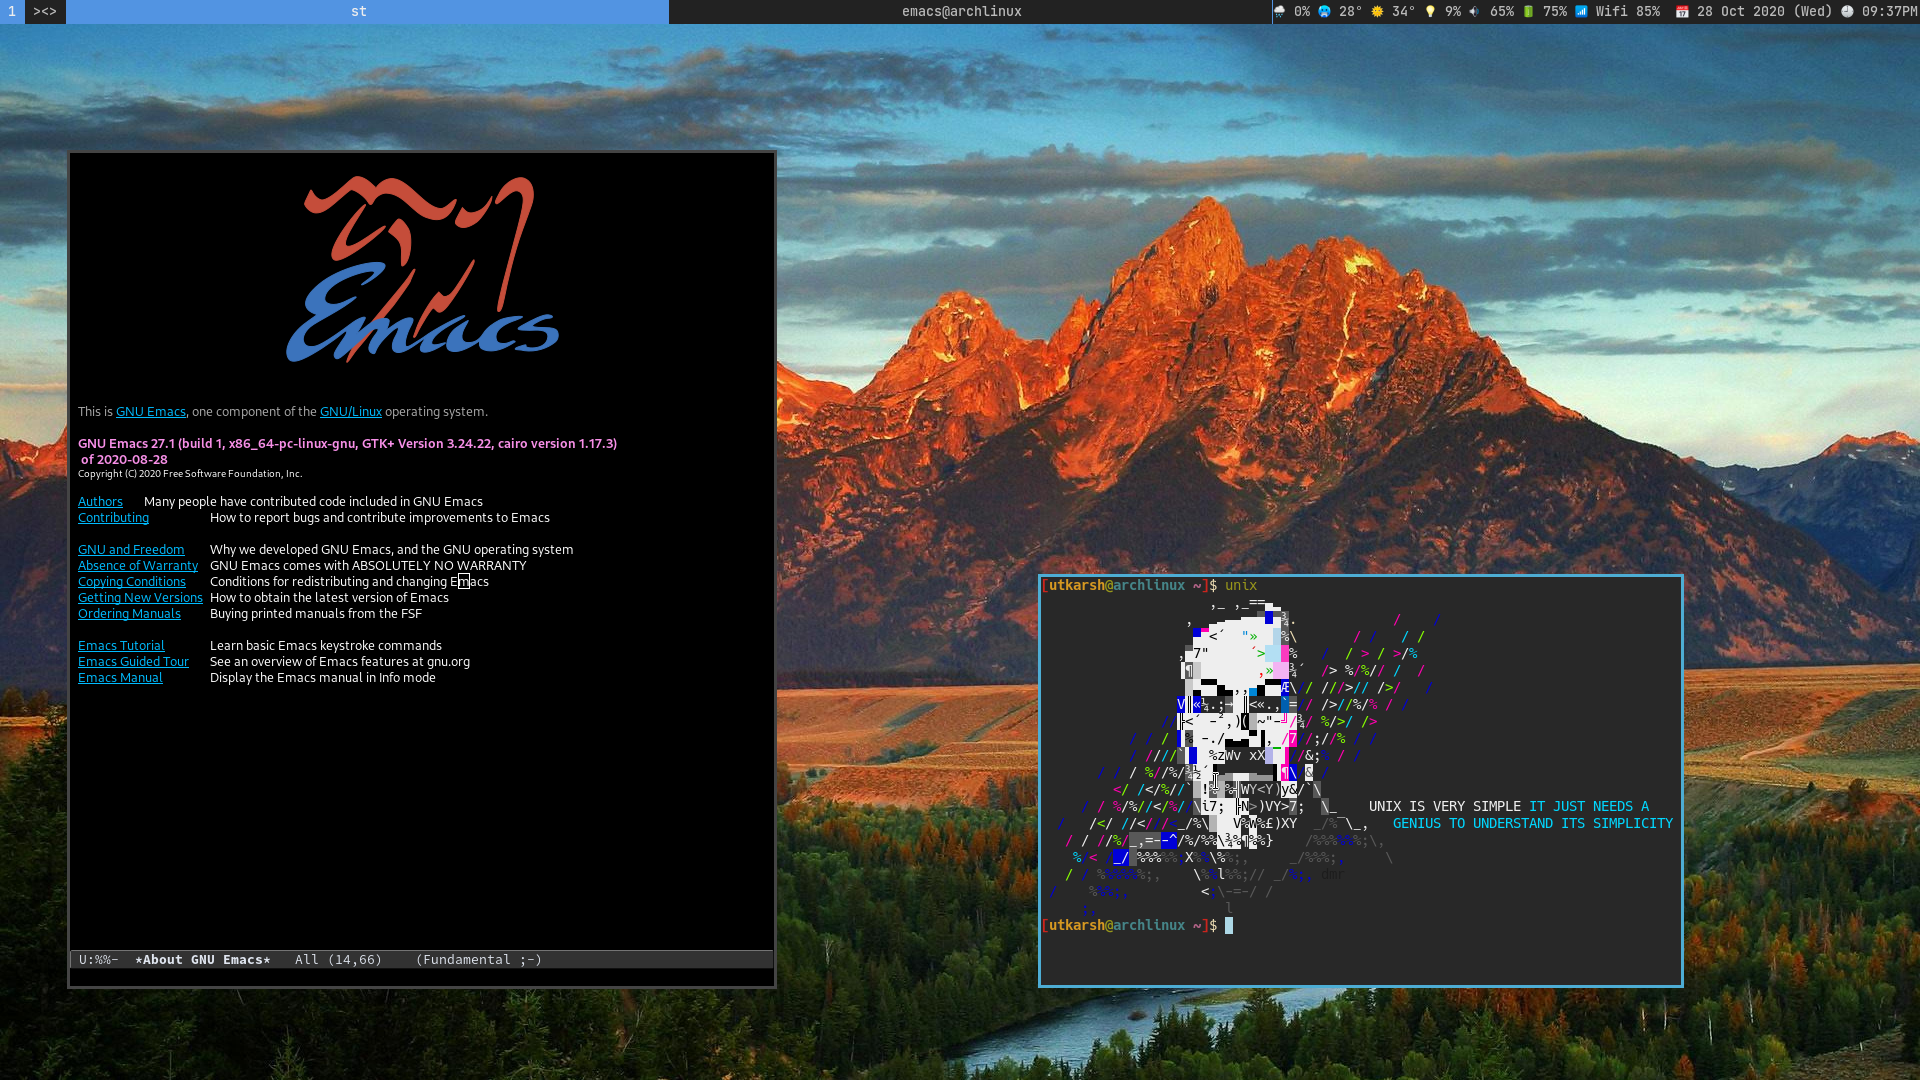 1 ><> st emacs@archlinux 0% 28° 34° 9% 65% 75% Wifi 85% 28 Oct 2020 (Wed) 09:37PM
Emacs
This is GNU Emacs, one component of the GNU/Linux operating system.
GNU Emacs 27.1 (build 1, x86_64-pc-linux-gnu, GTK+ Version 3.24.22, cairo version 1.17.3)
of 2020-08-28
Copyright (C) 2020 Free Software Foundation, Inc.
Authors Many people have contributed code included in GNU Emacs
Contributing How to report bugs and contribute improvements to Emacs
GNU and Freedom Why we developed GNU Emacs, and the GNU operating system
Absence of Warranty GNU Emacs comes with ABSOLUTELY NO WARRANTY
Copying Conditions Conditions for redistributing and changing Emacs
Getting New Versions How to obtain the latest version of Emacs
Ordering Manuals Buying printed manuals from the FSF
Emacs Tutorial Learn basic Emacs keystroke commands
Emacs Guided Tour See an overview of Emacs features at gnu.org
Emacs Manual Display the Emacs manual in Info mode
U:%%- *About GNU Emacs* All (14,66) (Fundamental ;-)
[utkarsh@archlinux ~]$ unix
UNIX IS VERY SIMPLE IT JUST NEEDS A
GENIUS TO UNDERSTAND ITS SIMPLICITY
dmr
[utkarsh@archlinux ~]$